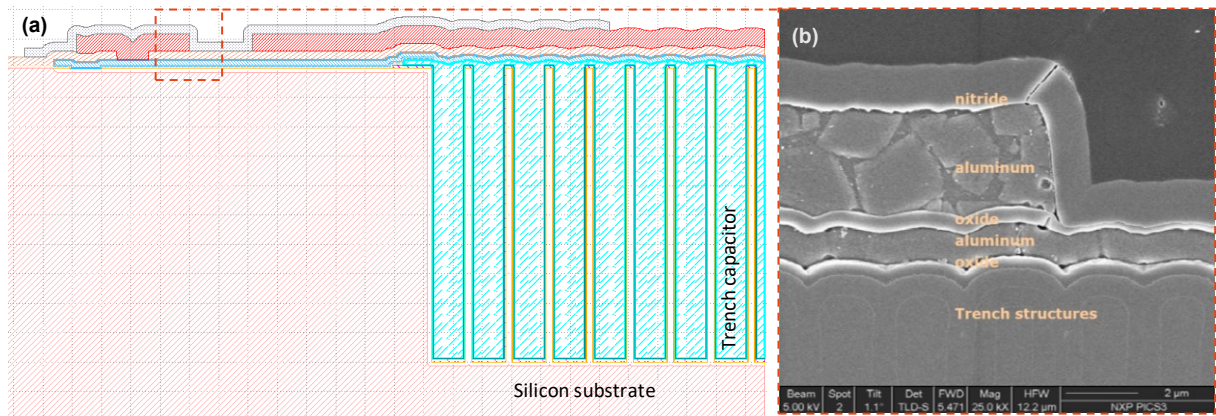 (a)
Trench capacitor
Silicon substrate
(b)
nitride
aluminum
oxide
aluminum
oxide
Trench structures
Beam Spot Tilt Det FWD Mag HFW 2 µm
5.00 kV 2 1.1° TLD-S 5.471 25.0 kX 12.2 µm NXP PICS3